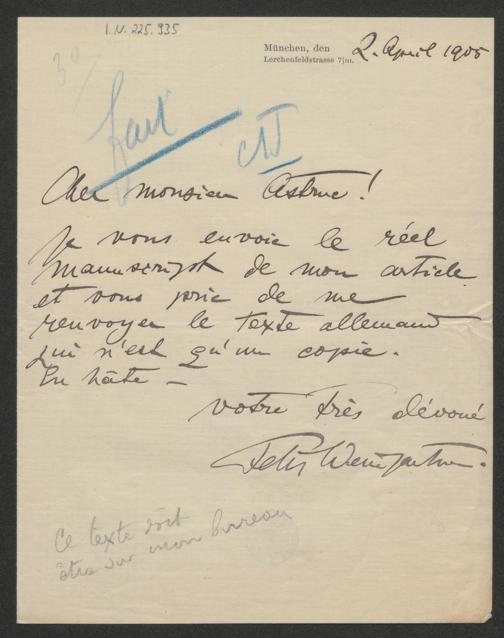 I.N. 225.935
München, den 2. April 1905
Lerchenfeldstrasse 7/III.
30
fait
Cher monsieur Astruc!
Je vous envoie le réel
manuscript de mon article
et vous prie de me
renvoyer le texte allemand
qui n'est qu'un copie.
En hâte –
votre très dévoué
Felix Weingartner.
Ce texte doit
être sur mon bureau